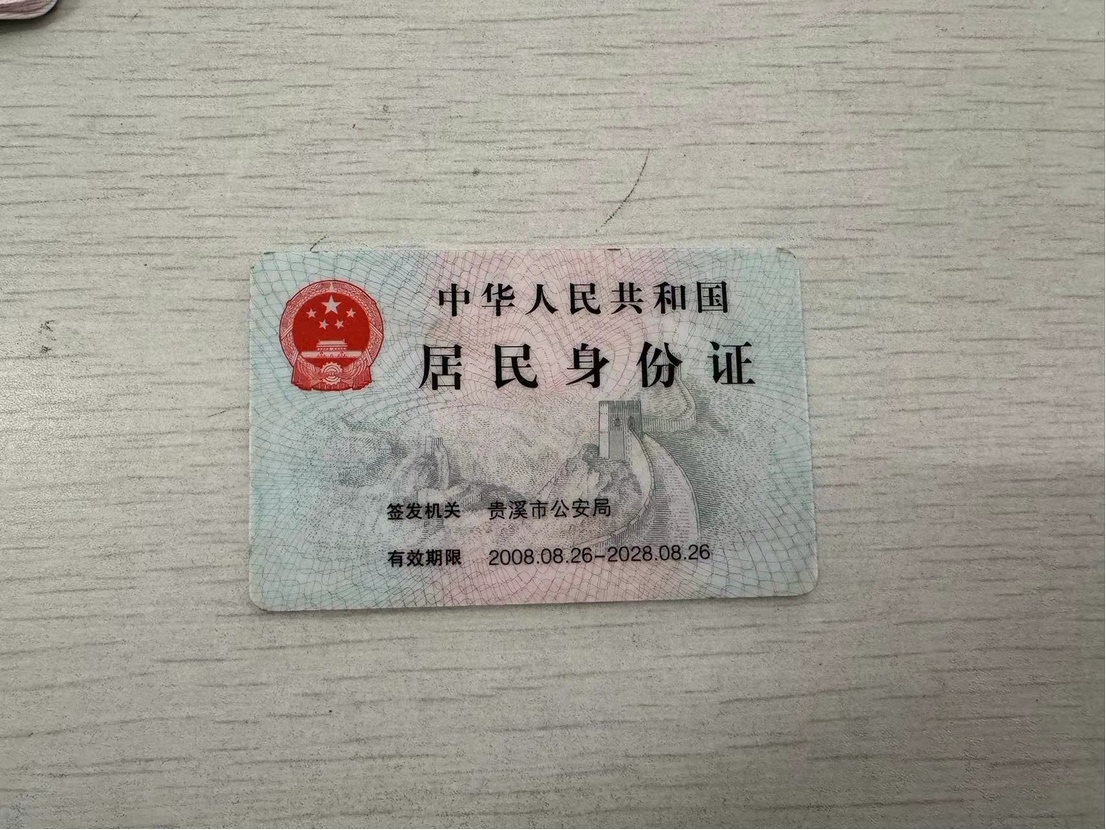 中华人民共和国
居民身份证
签发机关 贵溪市公安局
有效期限 2008.08.26-2028.08.26